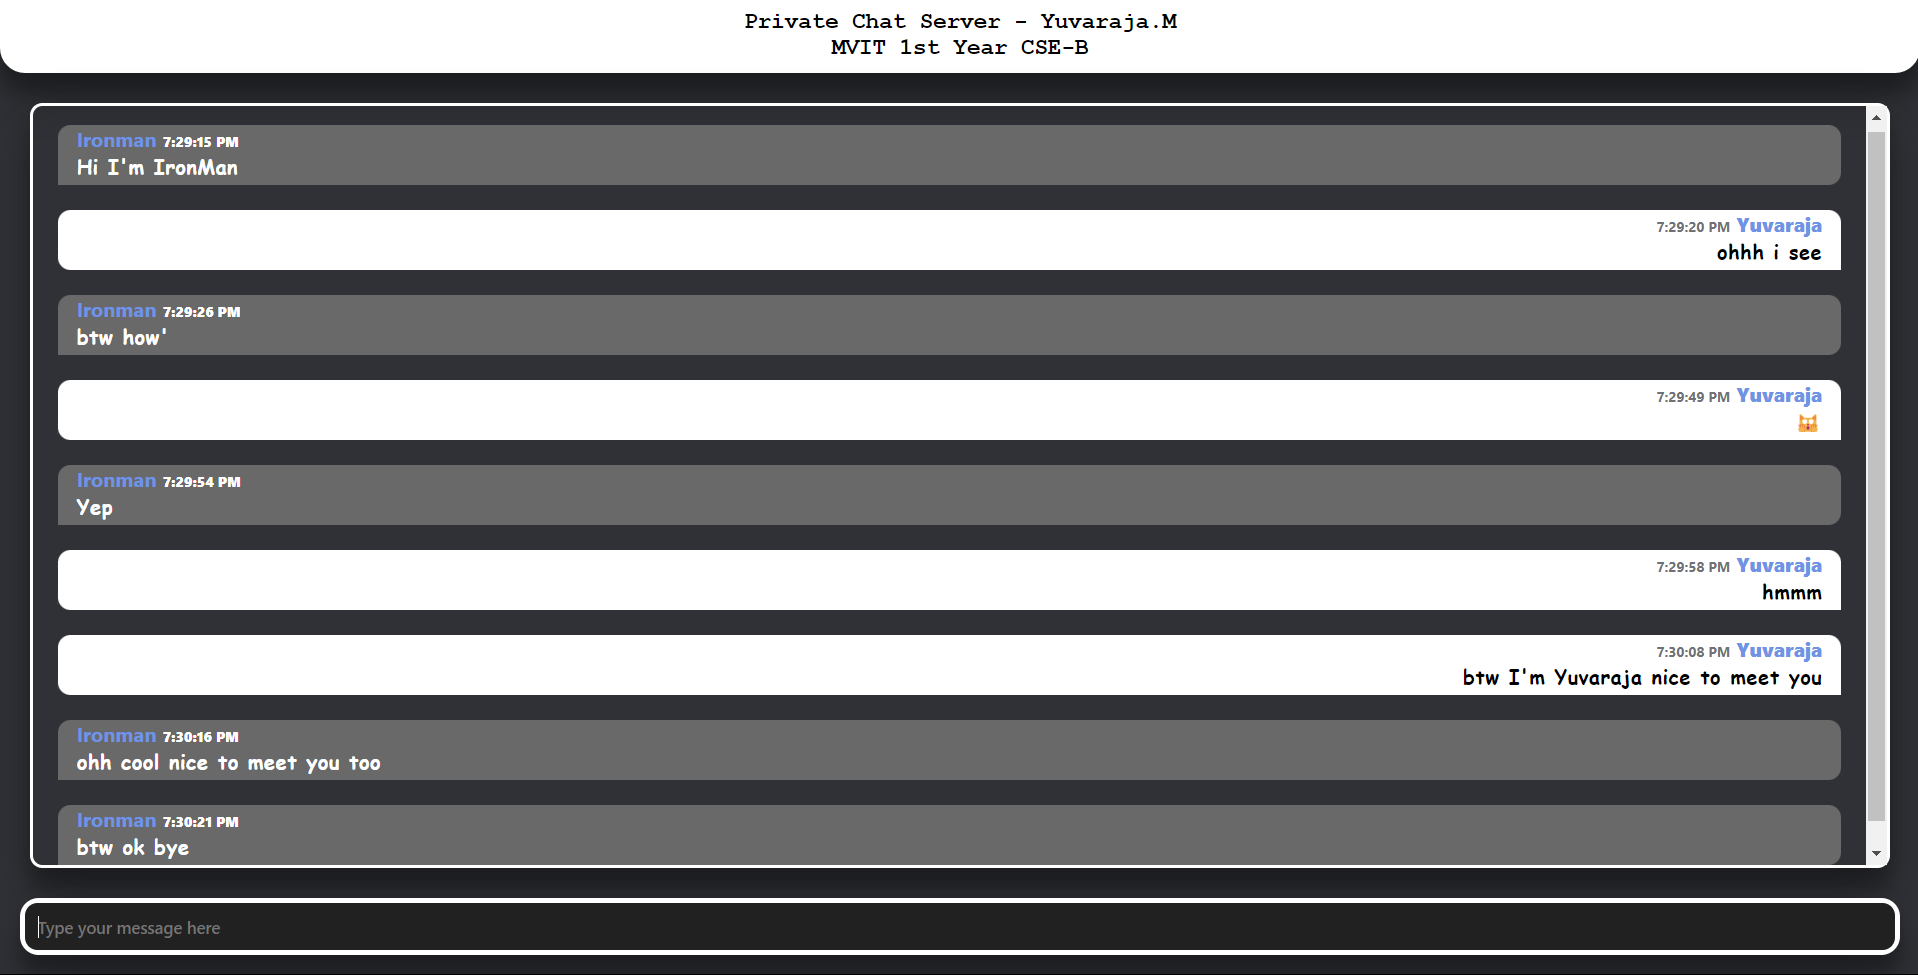 Private Chat Server - Yuvaraja.M
MVIT 1st Year CSE-B
Ironman 7:29:15 PM
Hi I'm IronMan
7:29:20 PM Yuvaraja
ohhh i see
Ironman 7:29:26 PM
btw how'
7:29:49 PM Yuvaraja
Ironman 7:29:54 PM
Yep
7:29:58 PM Yuvaraja
hmmm
7:30:08 PM Yuvaraja
btw I'm Yuvaraja nice to meet you
Ironman 7:30:16 PM
ohh cool nice to meet you too
Ironman 7:30:21 PM
btw ok bye
Type your message here